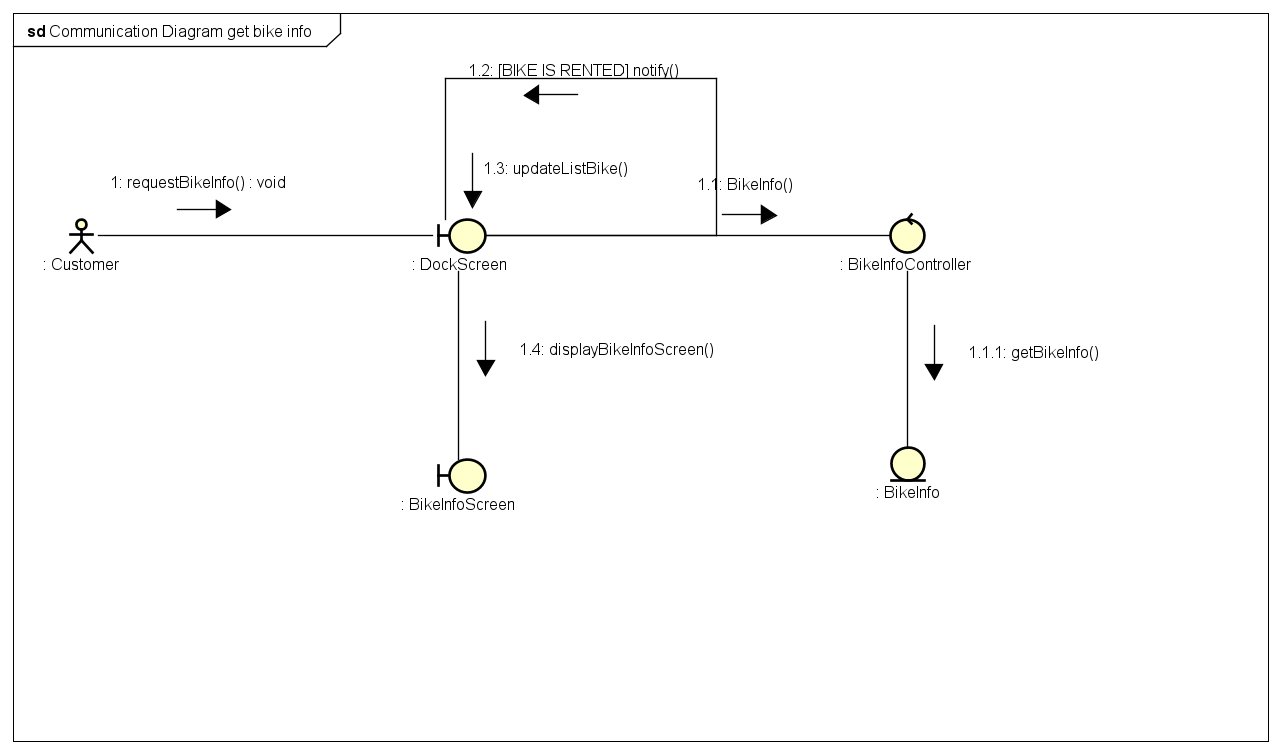 sd Communication Diagram get bike info
1.2: [BIKE IS RENTED] notify()
1.3: updateListBike()
1: requestBikeInfo() : void
1.1: BikeInfo()
: Customer
: DockScreen
: BikeInfoController
1.4: displayBikeInfoScreen()
1.1.1: getBikeInfo()
: BikeInfoScreen
: BikeInfo